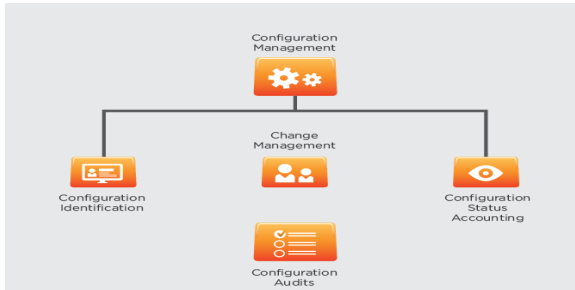 Configuration
Management
Change
Management
Configuration
Identification
Configuration
Status
Accounting
Configuration
Audits